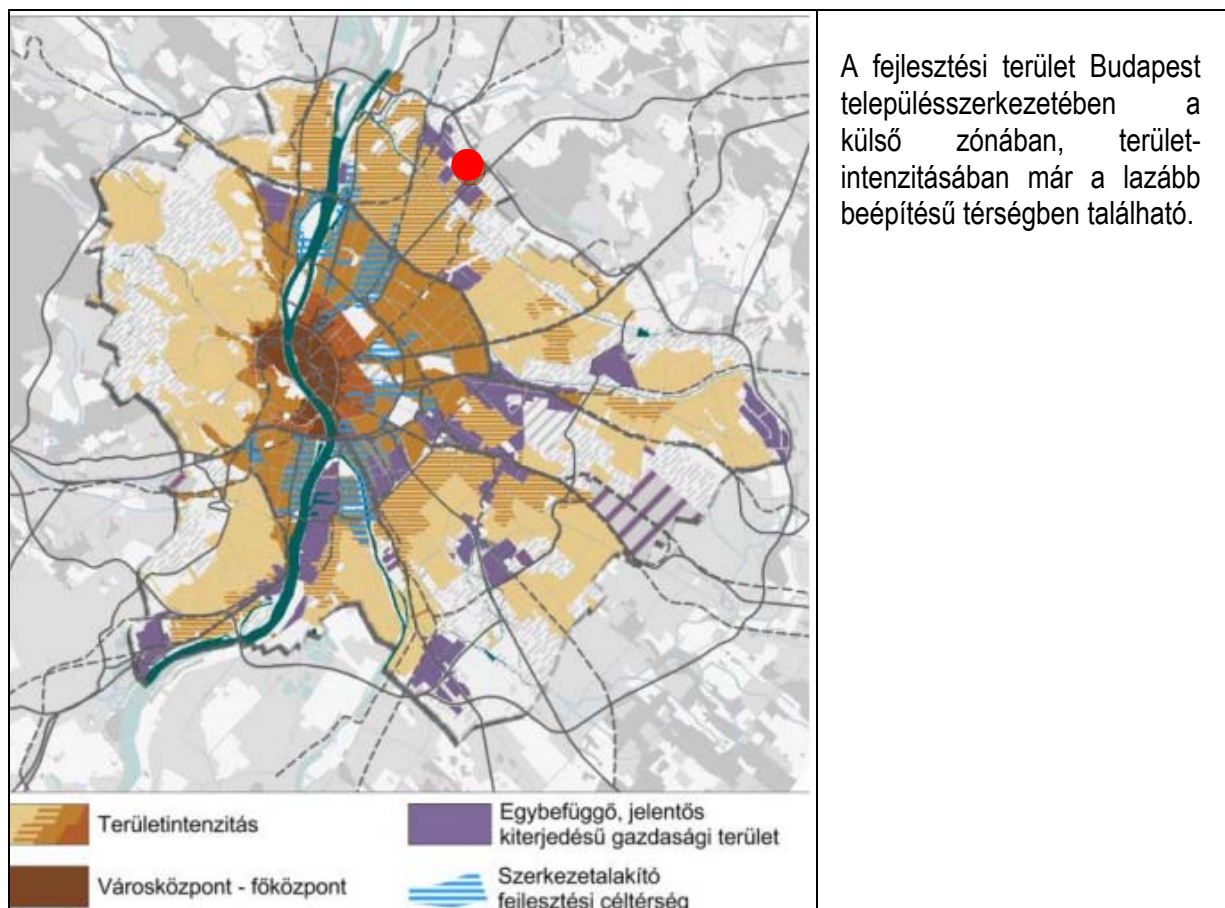 A fejlesztési terület Budapest
településszerkezetében a
külső zónában, terület-
intenzitásában már a lazább
beépítésű térségben található.
Területintenzitás
Egybefüggő, jelentős
kiterjedésű gazdasági terület
Városközpont - főközpont
Szerkezetalakító
fejlesztési céltérség